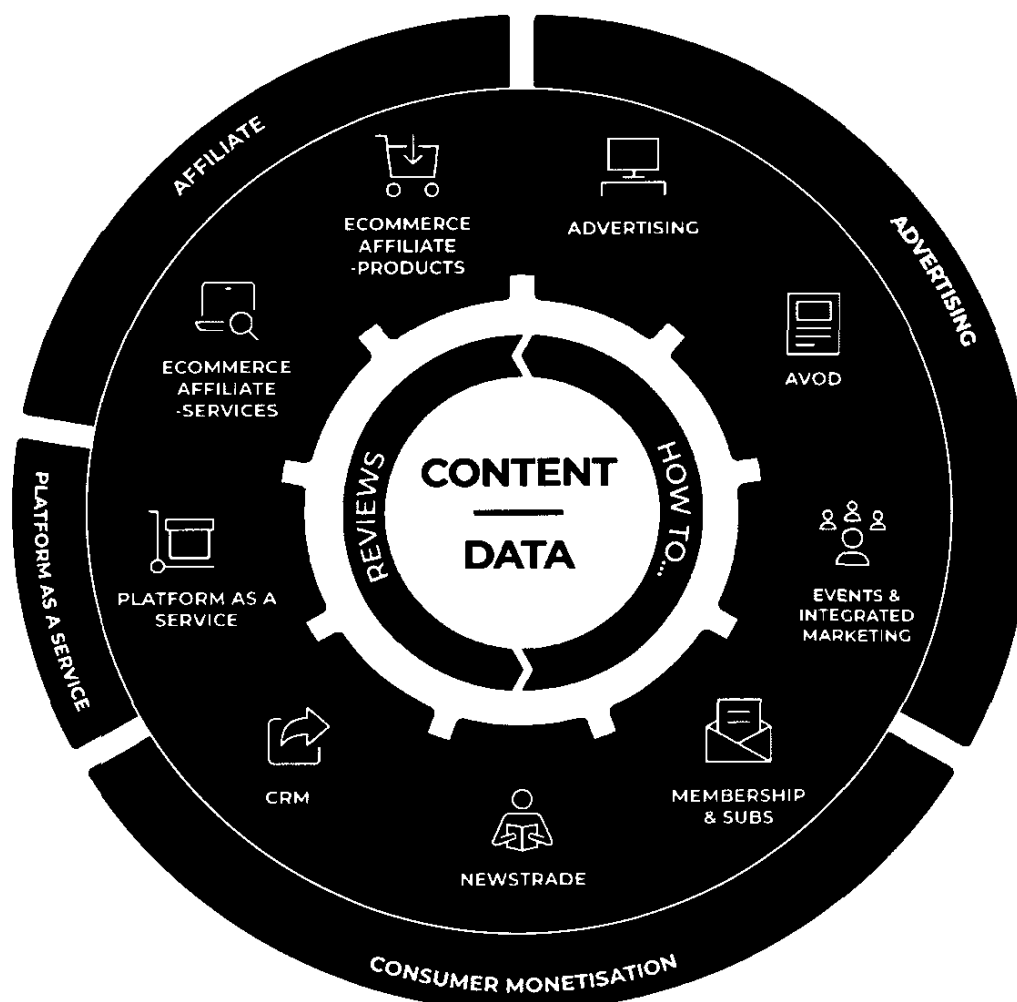 AFFILIATE
ADVERTISING
ECOMMERCE
AFFILIATE
-PRODUCTS
ADVERTISING
ECOMMERCE
AFFILIATE
-SERVICES
AVOD
REVIEWS
CONTENT
DATA
HOW TO...
PLATFORM AS A SERVICE
PLATFORM AS A
SERVICE
EVENTS &
INTEGRATED
MARKETING
CRM
MEMBERSHIP
& SUBS
NEWSTRADE
CONSUMER MONETISATION